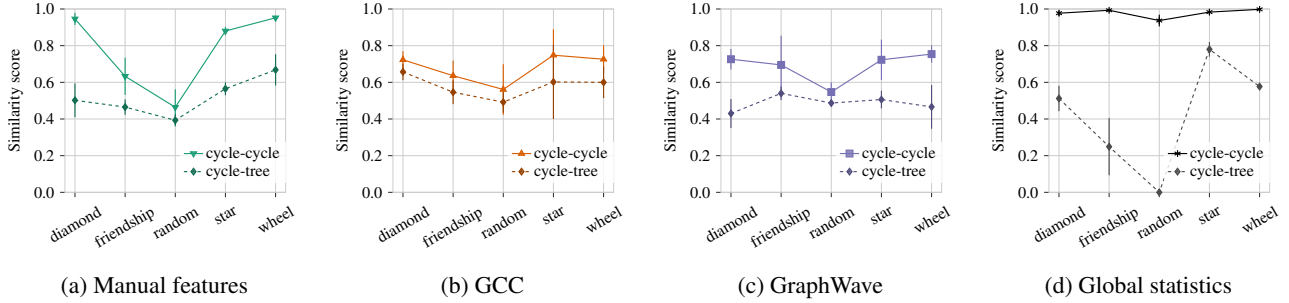 Similarity score
1.0
0.8
0.6
0.4
0.2
0.0
cycle-cycle
cycle-tree
diamond
friendship
random
star
wheel
(a) Manual features
Similarity score
1.0
0.8
0.6
0.4
0.2
0.0
cycle-cycle
cycle-tree
diamond
friendship
random
star
wheel
(b) GCC
Similarity score
1.0
0.8
0.6
0.4
0.2
0.0
cycle-cycle
cycle-tree
diamond
friendship
random
star
wheel
(c) GraphWave
Similarity score
1.0
0.8
0.6
0.4
0.2
0.0
cycle-cycle
cycle-tree
diamond
friendship
random
star
wheel
(d) Global statistics